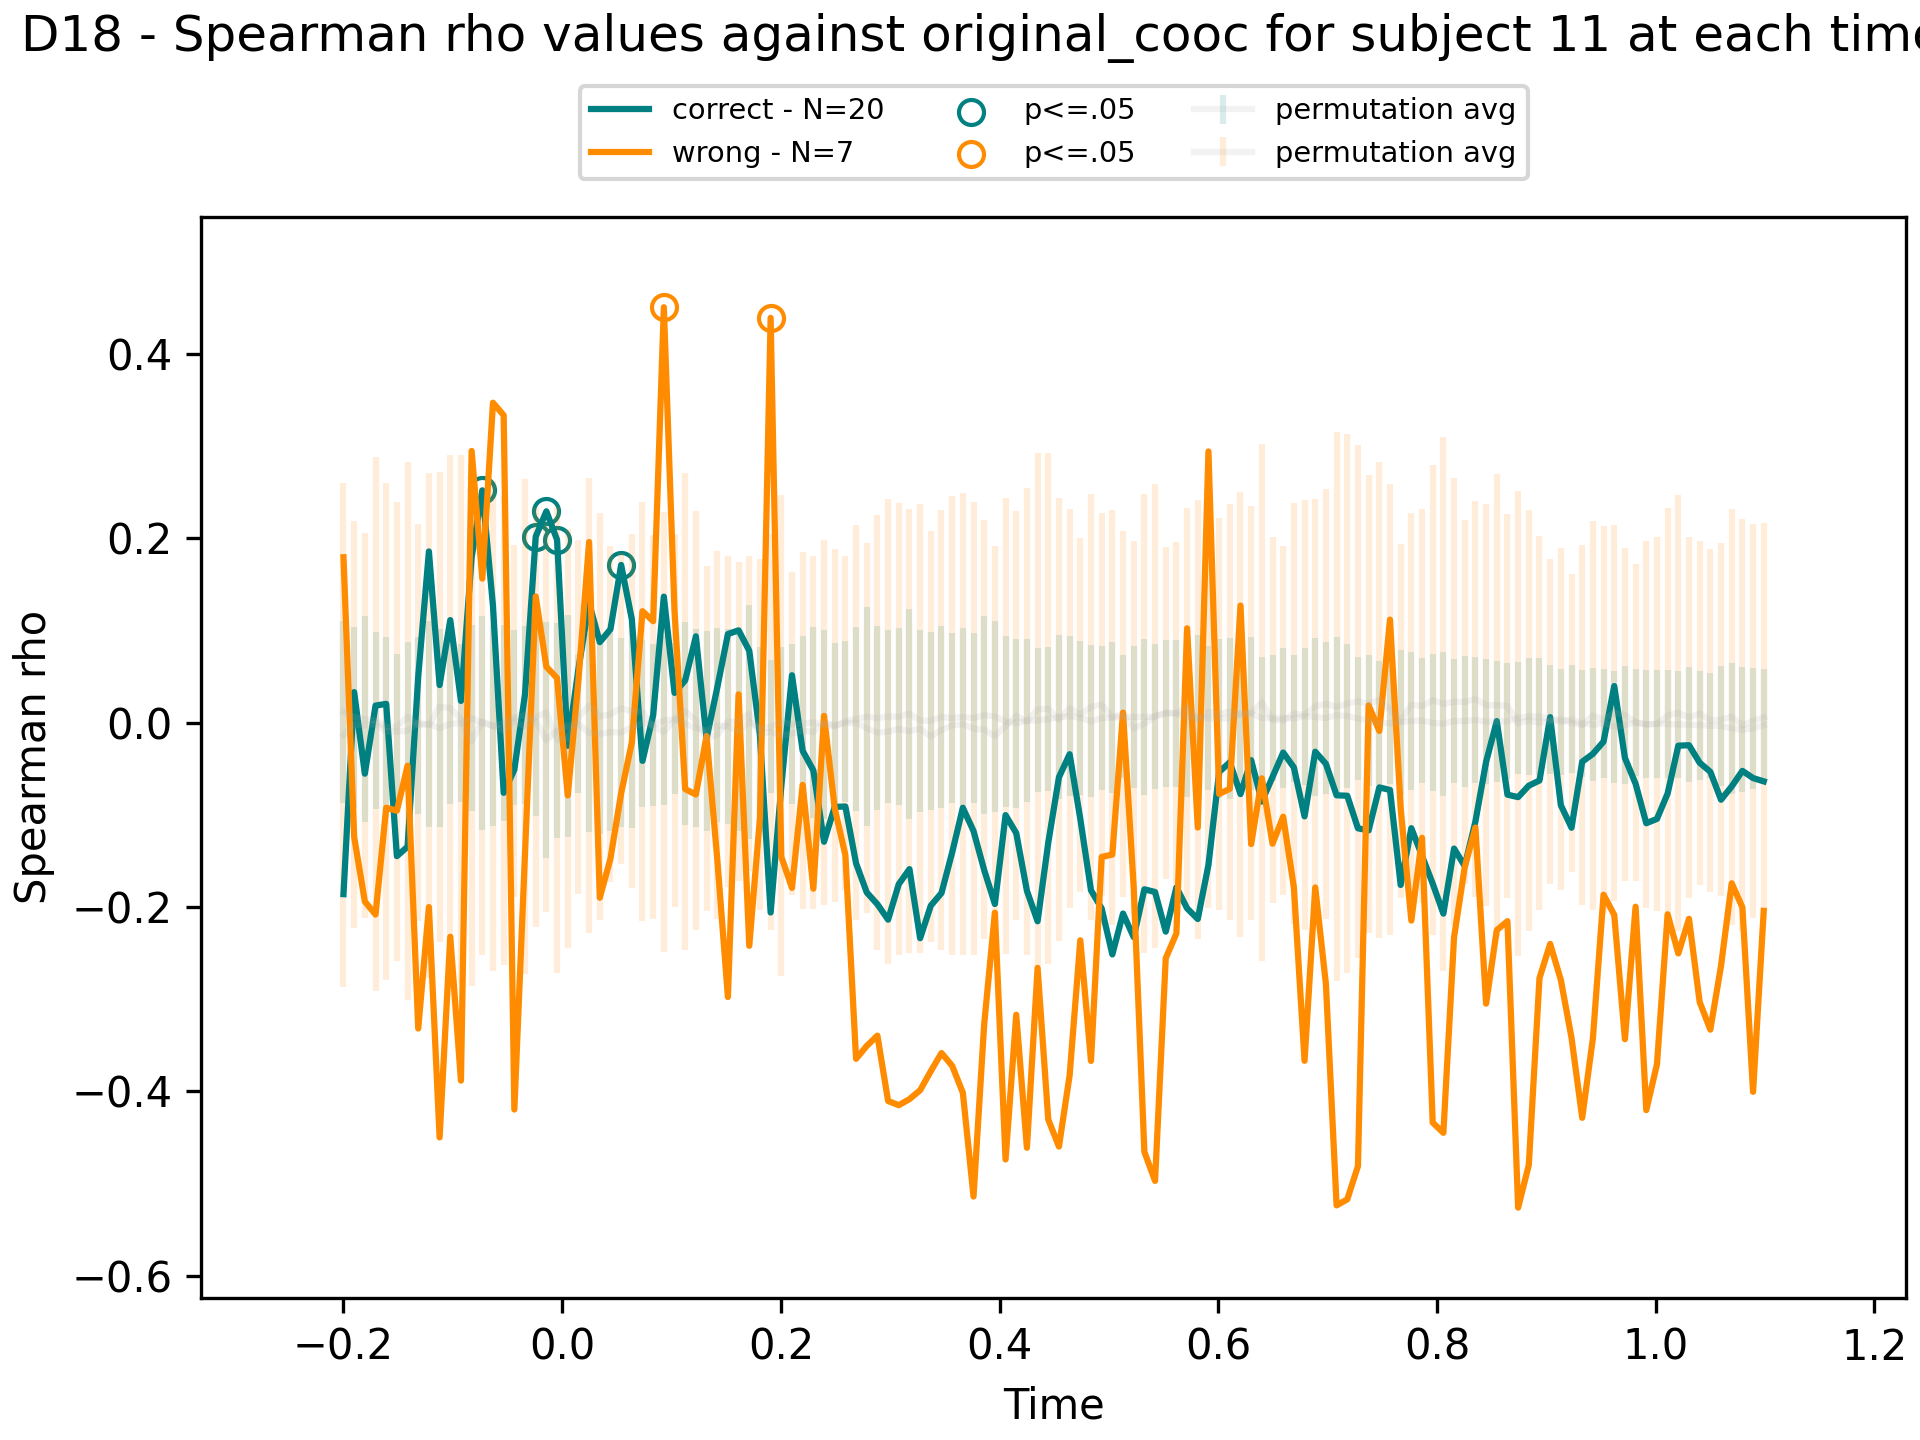 D18 - Spearman rho values against original_cooc for subject 11 at each time
correct - N=20
wrong - N=7
p<=.05
p<=.05
permutation avg
permutation avg
Spearman rho
0.4
0.2
0.0
−0.2
−0.4
−0.6
−0.2
0.0
0.2
0.4
0.6
0.8
1.0
1.2
Time